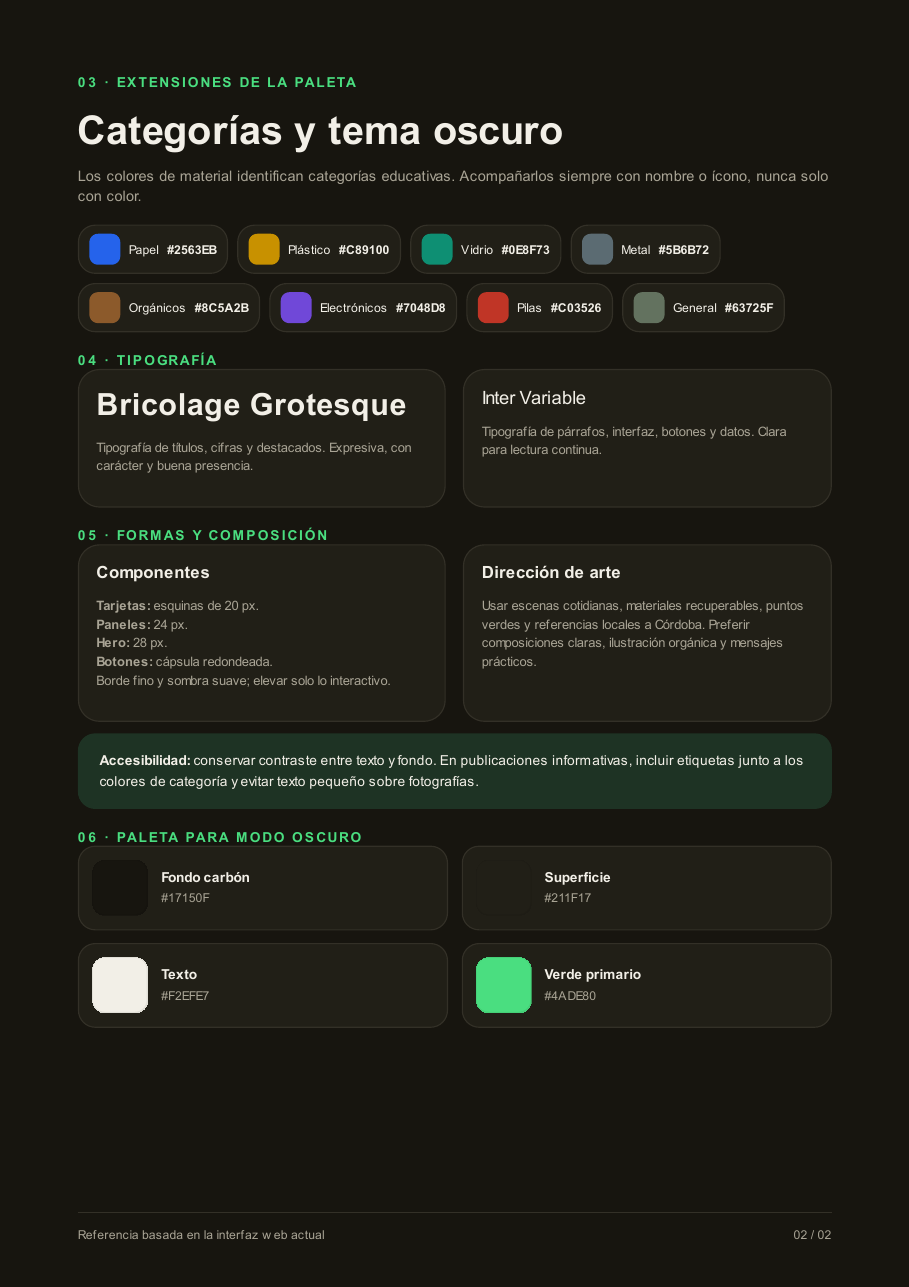 03 · EXTENSIONES DE LA PALETA
Categorías y tema oscuro
Los colores de material identifican categorías educativas. Acompañarlos siempre con nombre o ícono, nunca solo
con color.
Papel #2563EB
Plástico #C89100
Vidrio #0E8F73
Metal #5B6B72
Orgánicos #8C5A2B
Electrónicos #7048D8
Pilas #C03526
General #63725F
04 · TIPOGRAFÍA
Bricolage Grotesque
Tipografía de títulos, cifras y destacados. Expresiva, con
carácter y buena presencia.
Inter Variable
Tipografía de párrafos, interfaz, botones y datos. Clara
para lectura continua.
05 · FORMAS Y COMPOSICIÓN
Componentes
Tarjetas: esquinas de 20 px.
Paneles: 24 px.
Hero: 28 px.
Botones: cápsula redondeada.
Borde fino y sombra suave; elevar solo lo interactivo.
Dirección de arte
Usar escenas cotidianas, materiales recuperables, puntos
verdes y referencias locales a Córdoba. Preferir
composiciones claras, ilustración orgánica y mensajes
prácticos.
Accesibilidad: conservar contraste entre texto y fondo. En publicaciones informativas, incluir etiquetas junto a los
colores de categoría y evitar texto pequeño sobre fotografías.
06 · PALETA PARA MODO OSCURO
Fondo carbón
#17150F
Superficie
#211F17
Texto
#F2EFE7
Verde primario
#4ADE80
Referencia basada en la interfaz web actual
02 / 02